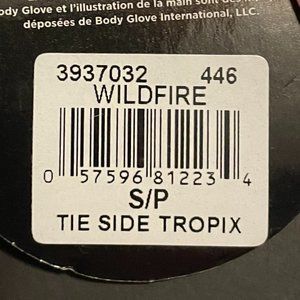 ody Glove et l'illustration de la main sont des
déposées de Body Glove International, LLC.
3937032 446
WILDFIRE
0 57596 81223 4
S/P
TIE SIDE TROPIX